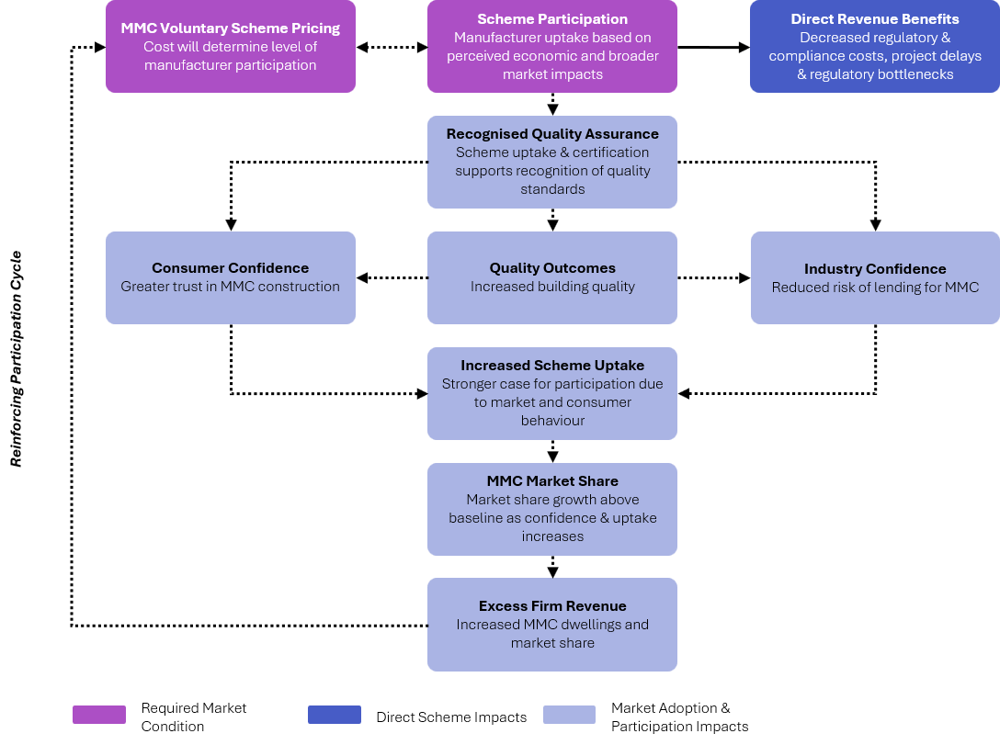 MMC Voluntary Scheme Pricing
Cost will determine level of
manufacturer participation
Scheme Participation
Manufacturer uptake based on
perceived economic and broader
market impacts
Direct Revenue Benefits
Decreased regulatory &
compliance costs, project delays
& regulatory bottlenecks
Recognised Quality Assurance
Scheme uptake & certification
supports recognition of quality
standards
Consumer Confidence
Greater trust in MMC construction
Quality Outcomes
Increased building quality
Industry Confidence
Reduced risk of lending for MMC
Reinforcing Participation Cycle
Increased Scheme Uptake
Stronger case for participation due
to market and consumer
behaviour
MMC Market Share
Market share growth above
baseline as confidence & uptake
increases
Excess Firm Revenue
Increased MMC dwellings and
market share
Required Market
Condition
Direct Scheme Impacts
Market Adoption &
Participation Impacts